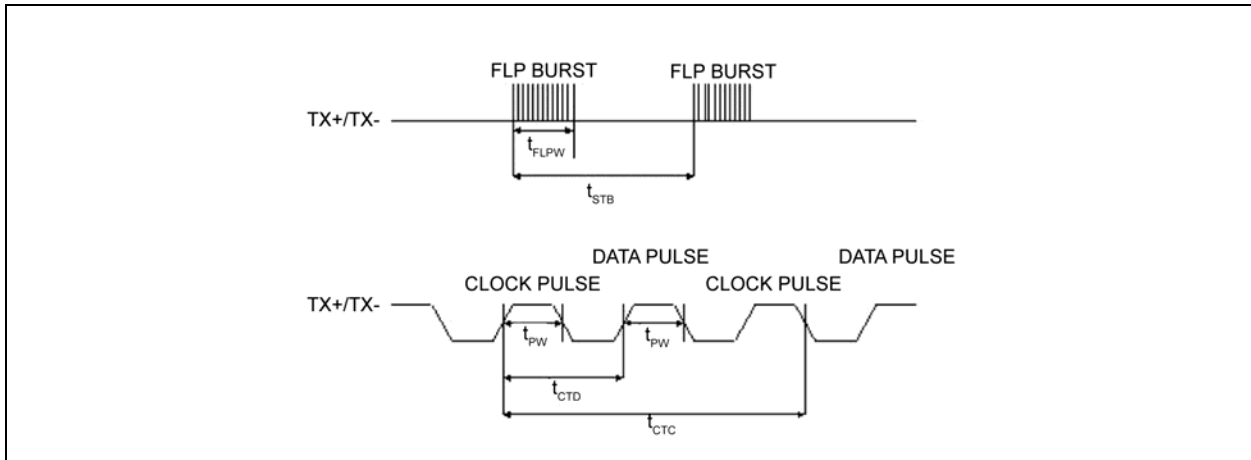 FLP BURST FLP BURST
TX+/TX-
tFLPW
tSTB
DATA PULSE DATA PULSE
CLOCK PULSE CLOCK PULSE
TX+/TX-
tPW tPW
tCTD
tCTC